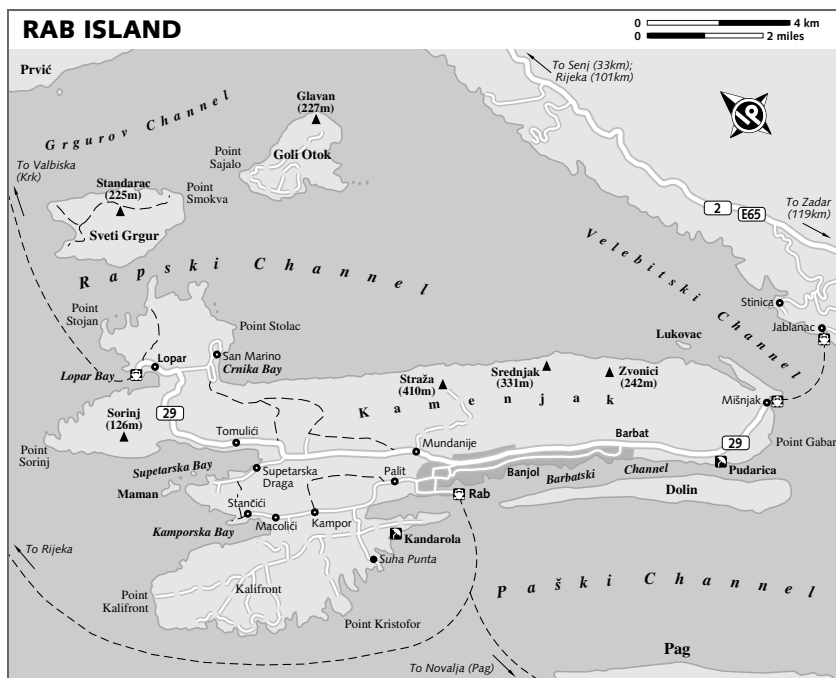 RAB ISLAND
0 4 km
0 2 miles
Prvić
To Senj (33km);
Rijeka (101km)
Glavan
(227m)
Grgurov Channel
Goli Otok
Point
Sajalo
To Valbiska
(Krk)
Standarac
(225m)
Point
Smokva
Sveti Grgur
2
E65
To Zadar
(119km)
Velebitski Channel
Rapski Channel
Point
Stojan
Point Stolac
Stinica
Jablanac
Lukovac
Lopar
San Marino
Crnika Bay
Lopar Bay
Straža
(410m)
Srednjak
(331m)
Zvonici
(242m)
Kamenjak
Mišnjak
Sorinj
(126m)
29
Point
Sorinj
Tomulići
Mundanije
Barbat
29
Point Gabar
Supetarska Bay
Supetarska
Draga
Palit
Banjol
Barbatski Channel
Pudarica
Maman
Rab
Dolin
Stančići
Macolići
Kampor
Kamporska Bay
Kandarola
To Rijeka
Suha Punta
Kalifront
Point
Kalifront
Paški Channel
Point Kristofor
Pag
To Novalja (Pag)